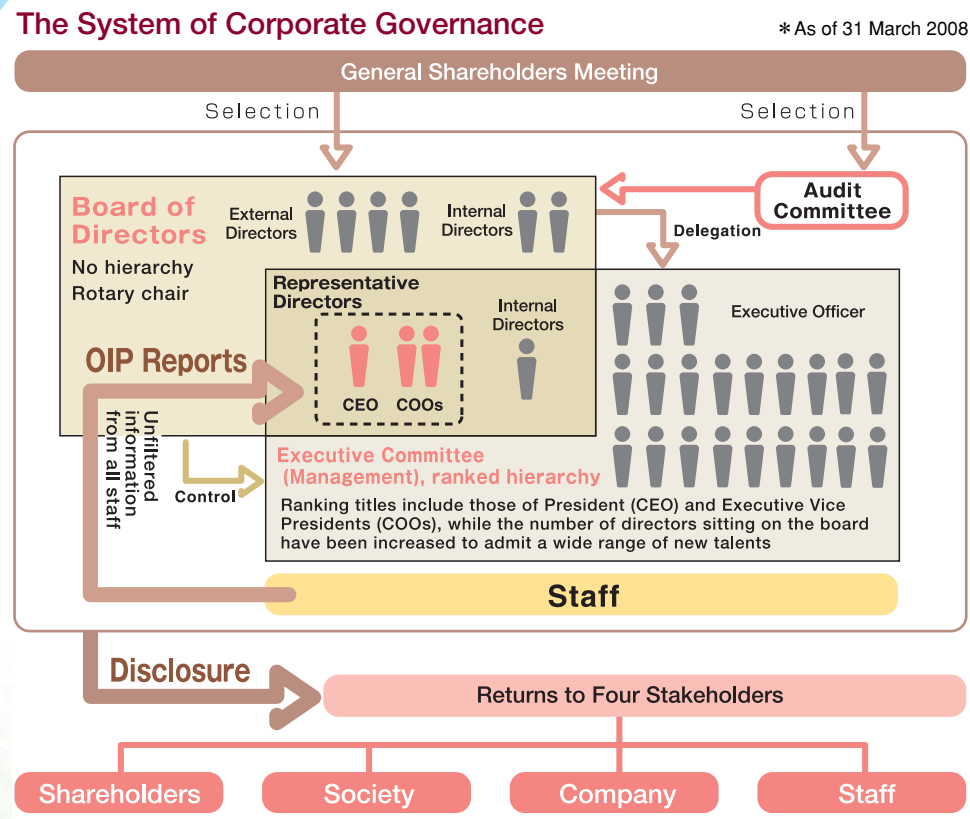 The System of Corporate Governance
*As of 31 March 2008
General Shareholders Meeting
Selection
Selection
Board of
Directors
No hierarchy
Rotary chair
External
Directors
Internal
Directors
Audit
Committee
Delegation
Representative
Directors
Internal
Directors
Executive Officer
CEO
COOs
OIP Reports
Unfiltered
information
from all staff
Control
Executive Committee
(Management), ranked hierarchy
Ranking titles include those of President (CEO) and Executive Vice
Presidents (COOs), while the number of directors sitting on the board
have been increased to admit a wide range of new talents
Staff
Disclosure
Returns to Four Stakeholders
Shareholders
Society
Company
Staff